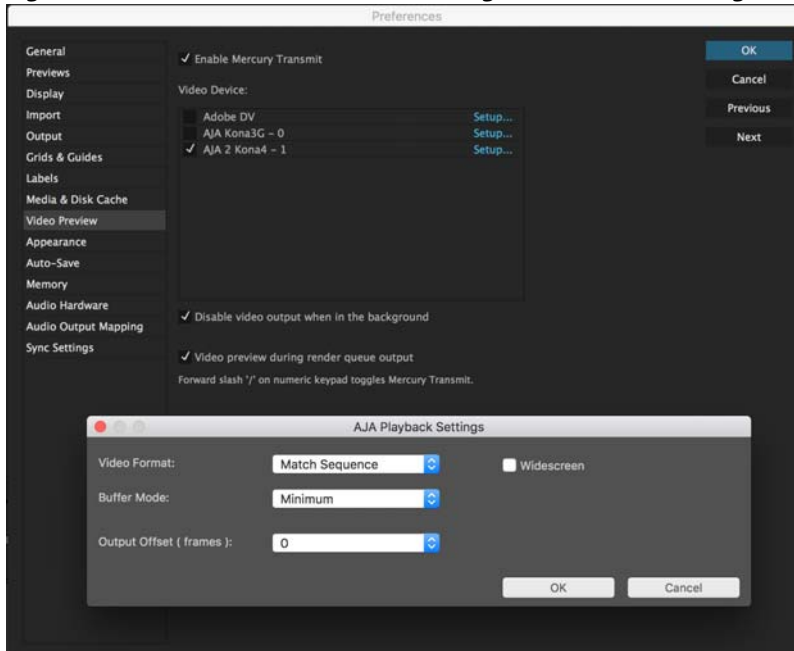 Preferences
General
Previews
Display
Import
Output
Grids & Guides
Labels
Media & Disk Cache
Video Preview
Appearance
Auto-Save
Memory
Audio Hardware
Audio Output Mapping
Sync Settings
✓ Enable Mercury Transmit
Video Device:
Adobe DV Setup...
AJA Kona3G - 0 Setup...
✓ AJA 2 Kona4 - 1 Setup...
✓ Disable video output when in the background
✓ Video preview during render queue output
Forward slash '/' on numeric keypad toggles Mercury Transmit.
OK
Cancel
Previous
Next
AJA Playback Settings
Video Format: Match Sequence Widescreen
Buffer Mode: Minimum
Output Offset ( frames ): 0
OK Cancel